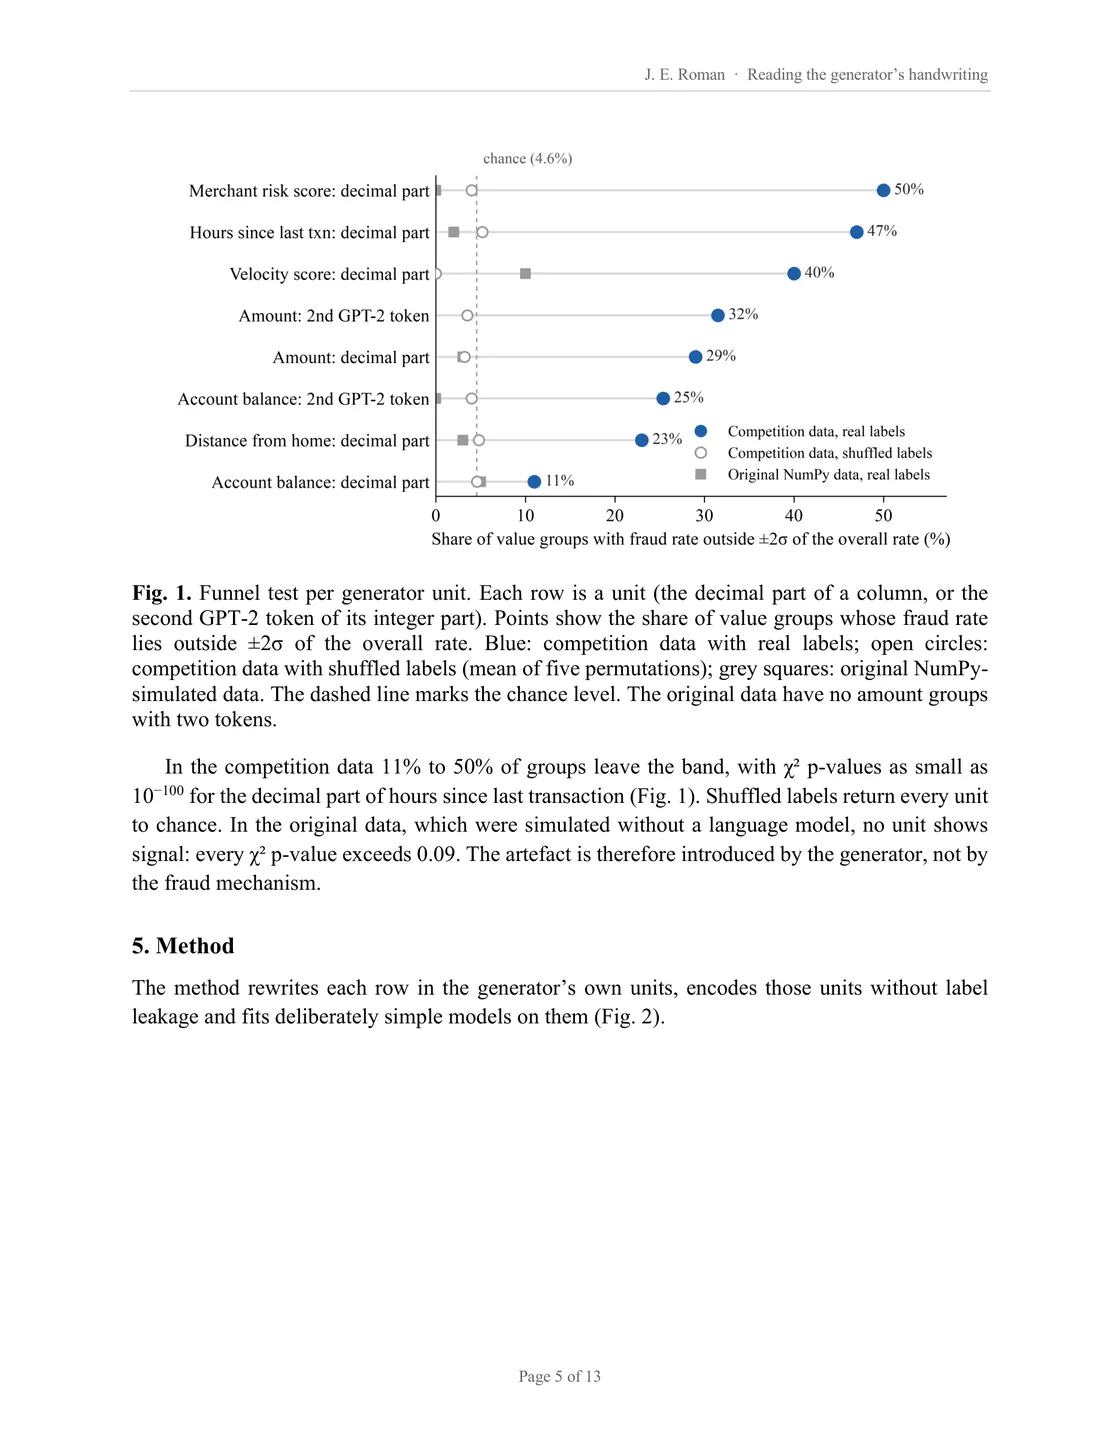 J. E. Roman · Reading the generator’s handwriting
chance (4.6%)
Merchant risk score: decimal part 50%
Hours since last txn: decimal part 47%
Velocity score: decimal part 40%
Amount: 2nd GPT-2 token 32%
Amount: decimal part 29%
Account balance: 2nd GPT-2 token 25%
Distance from home: decimal part 23%
Account balance: decimal part 11%
Competition data, real labels
Competition data, shuffled labels
Original NumPy data, real labels
0 10 20 30 40 50
Share of value groups with fraud rate outside ±2σ of the overall rate (%)
Fig. 1. Funnel test per generator unit. Each row is a unit (the decimal part of a column, or the
second GPT-2 token of its integer part). Points show the share of value groups whose fraud rate
lies outside ±2σ of the overall rate. Blue: competition data with real labels; open circles:
competition data with shuffled labels (mean of five permutations); grey squares: original NumPy-
simulated data. The dashed line marks the chance level. The original data have no amount groups
with two tokens.
In the competition data 11% to 50% of groups leave the band, with χ² p-values as small as
10⁻¹⁰⁰ for the decimal part of hours since last transaction (Fig. 1). Shuffled labels return every unit
to chance. In the original data, which were simulated without a language model, no unit shows
signal: every χ² p-value exceeds 0.09. The artefact is therefore introduced by the generator, not by
the fraud mechanism.
5. Method
The method rewrites each row in the generator’s own units, encodes those units without label
leakage and fits deliberately simple models on them (Fig. 2).
Page 5 of 13